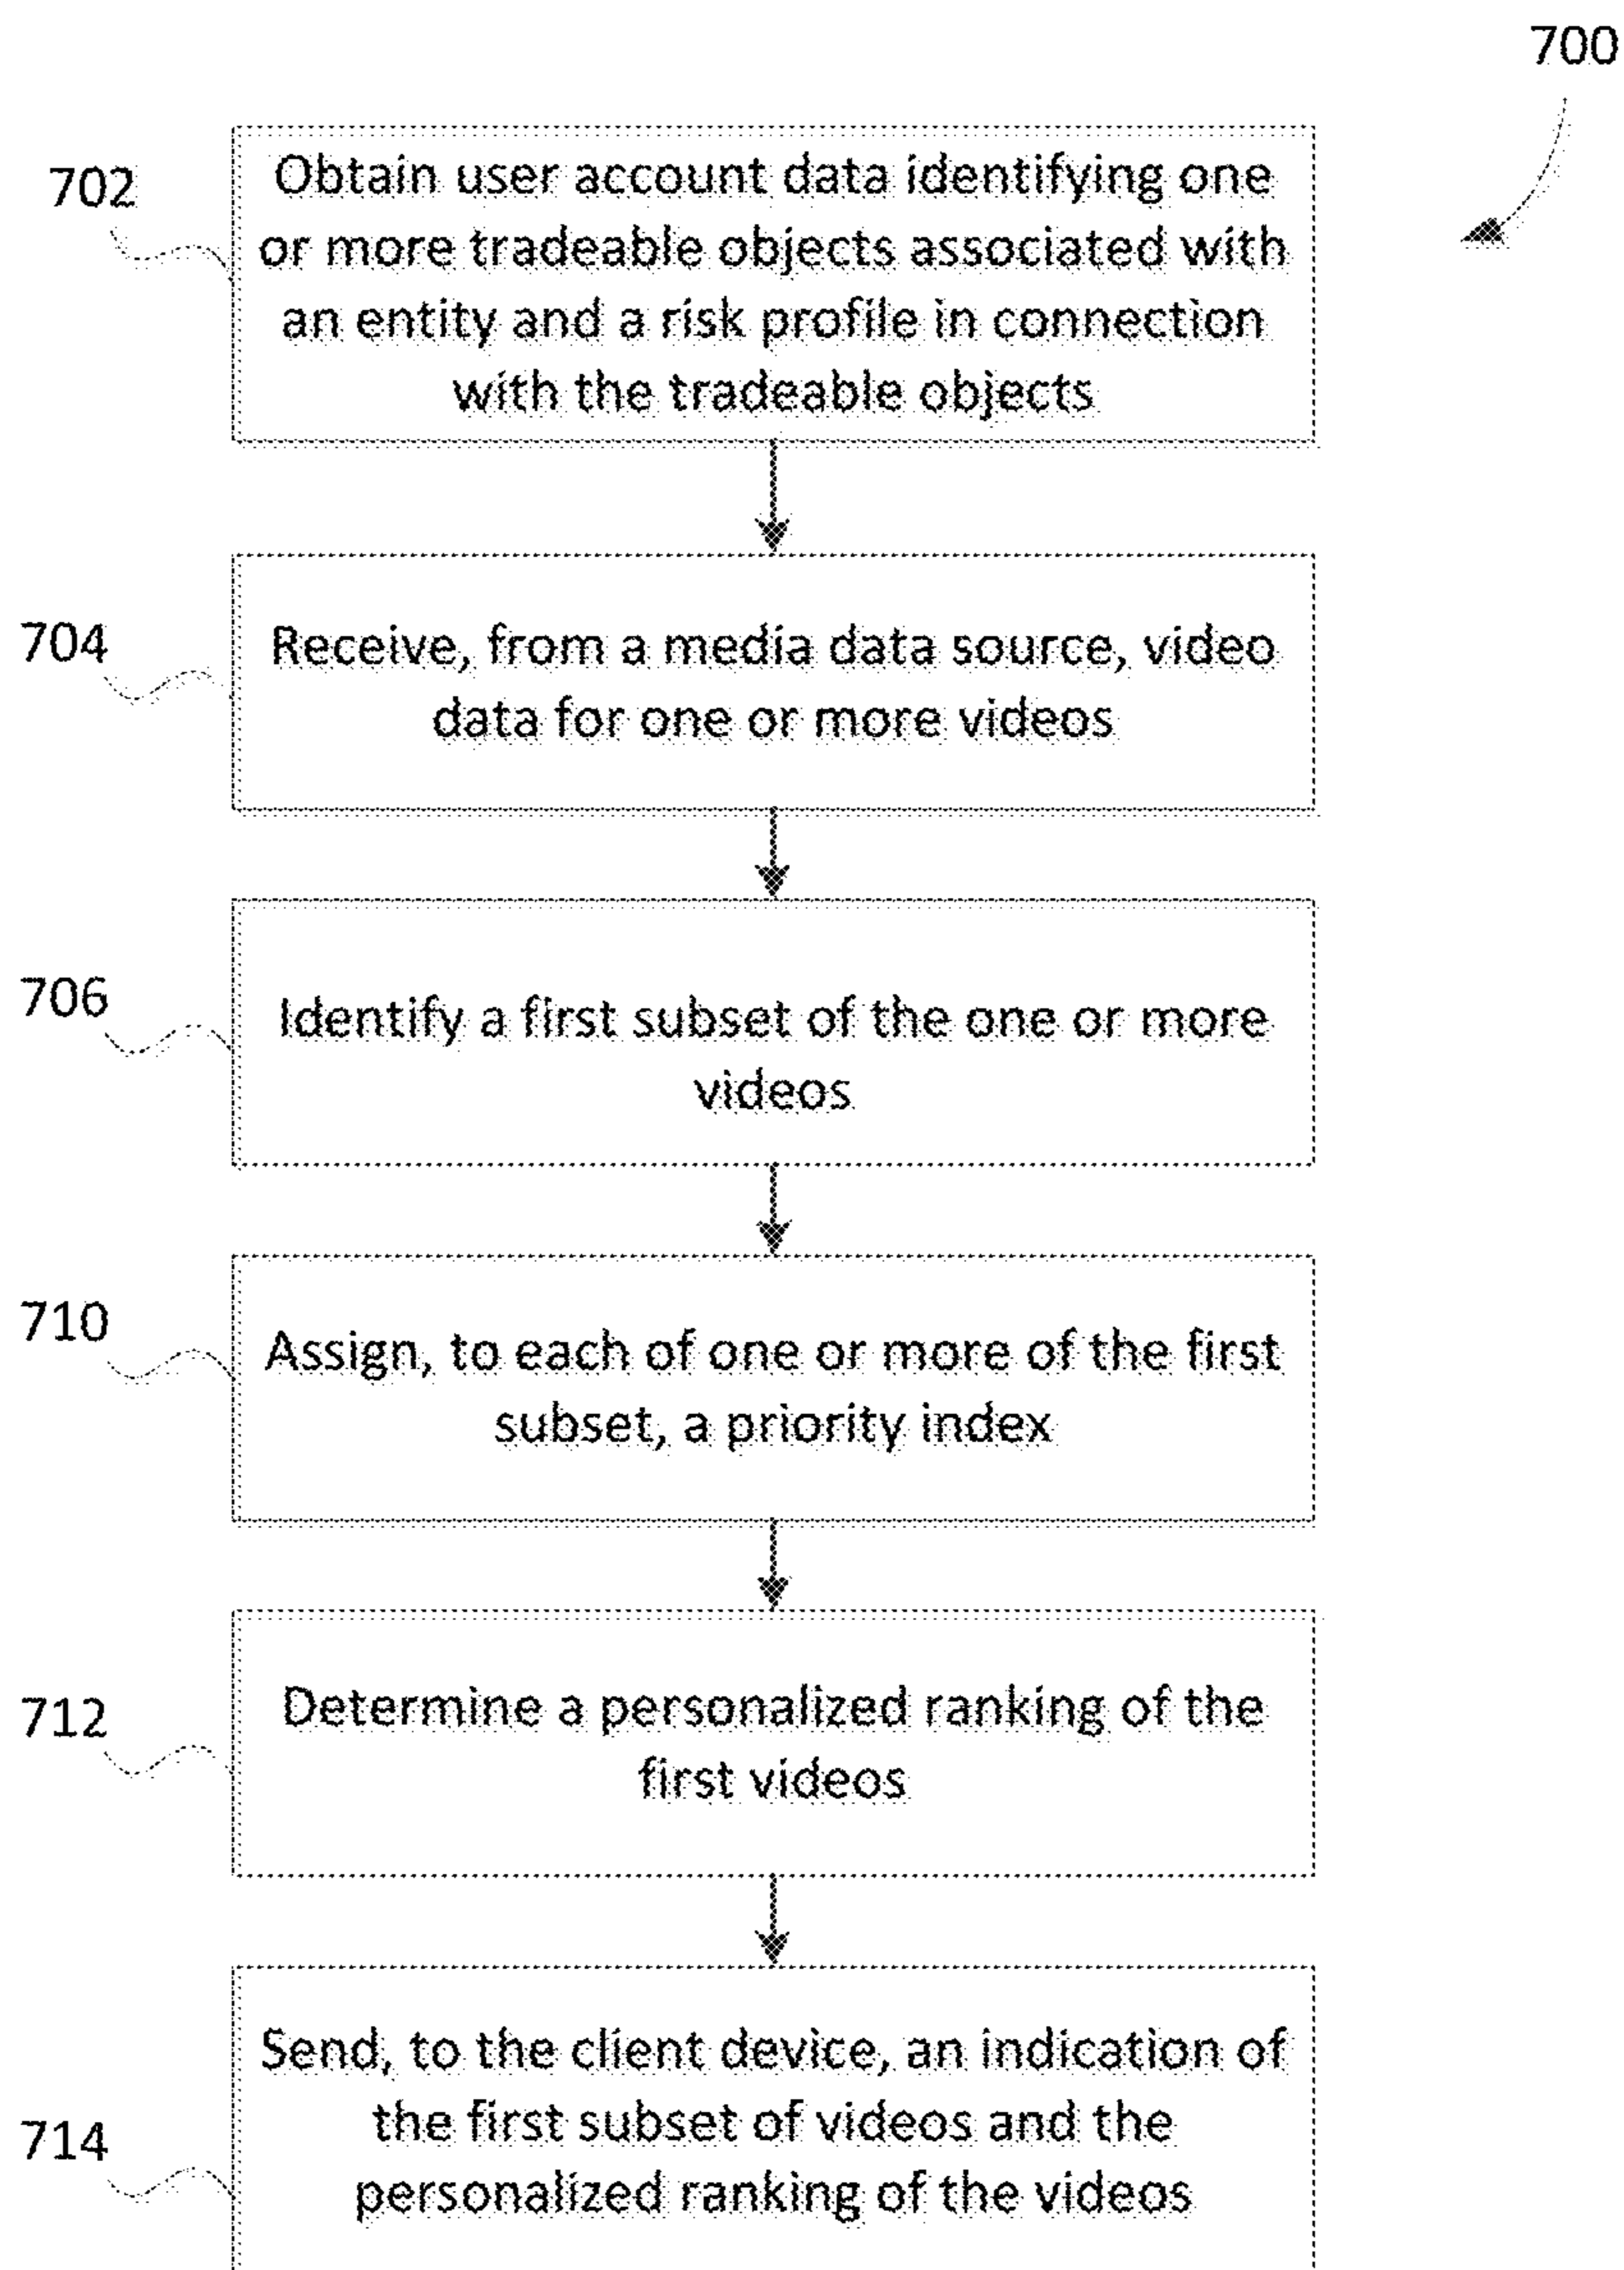 700
702
Obtain user account data identifying one
or more tradeable objects associated with
an entity and a risk profile in connection
with the tradeable objects
704
Receive, from a media data source, video
data for one or more videos
706
Identify a first subset of the one or more
videos
710
Assign, to each of one or more of the first
subset, a priority index
712
Determine a personalized ranking of the
first videos
714
Send, to the client device, an indication of
the first subset of videos and the
personalized ranking of the videos